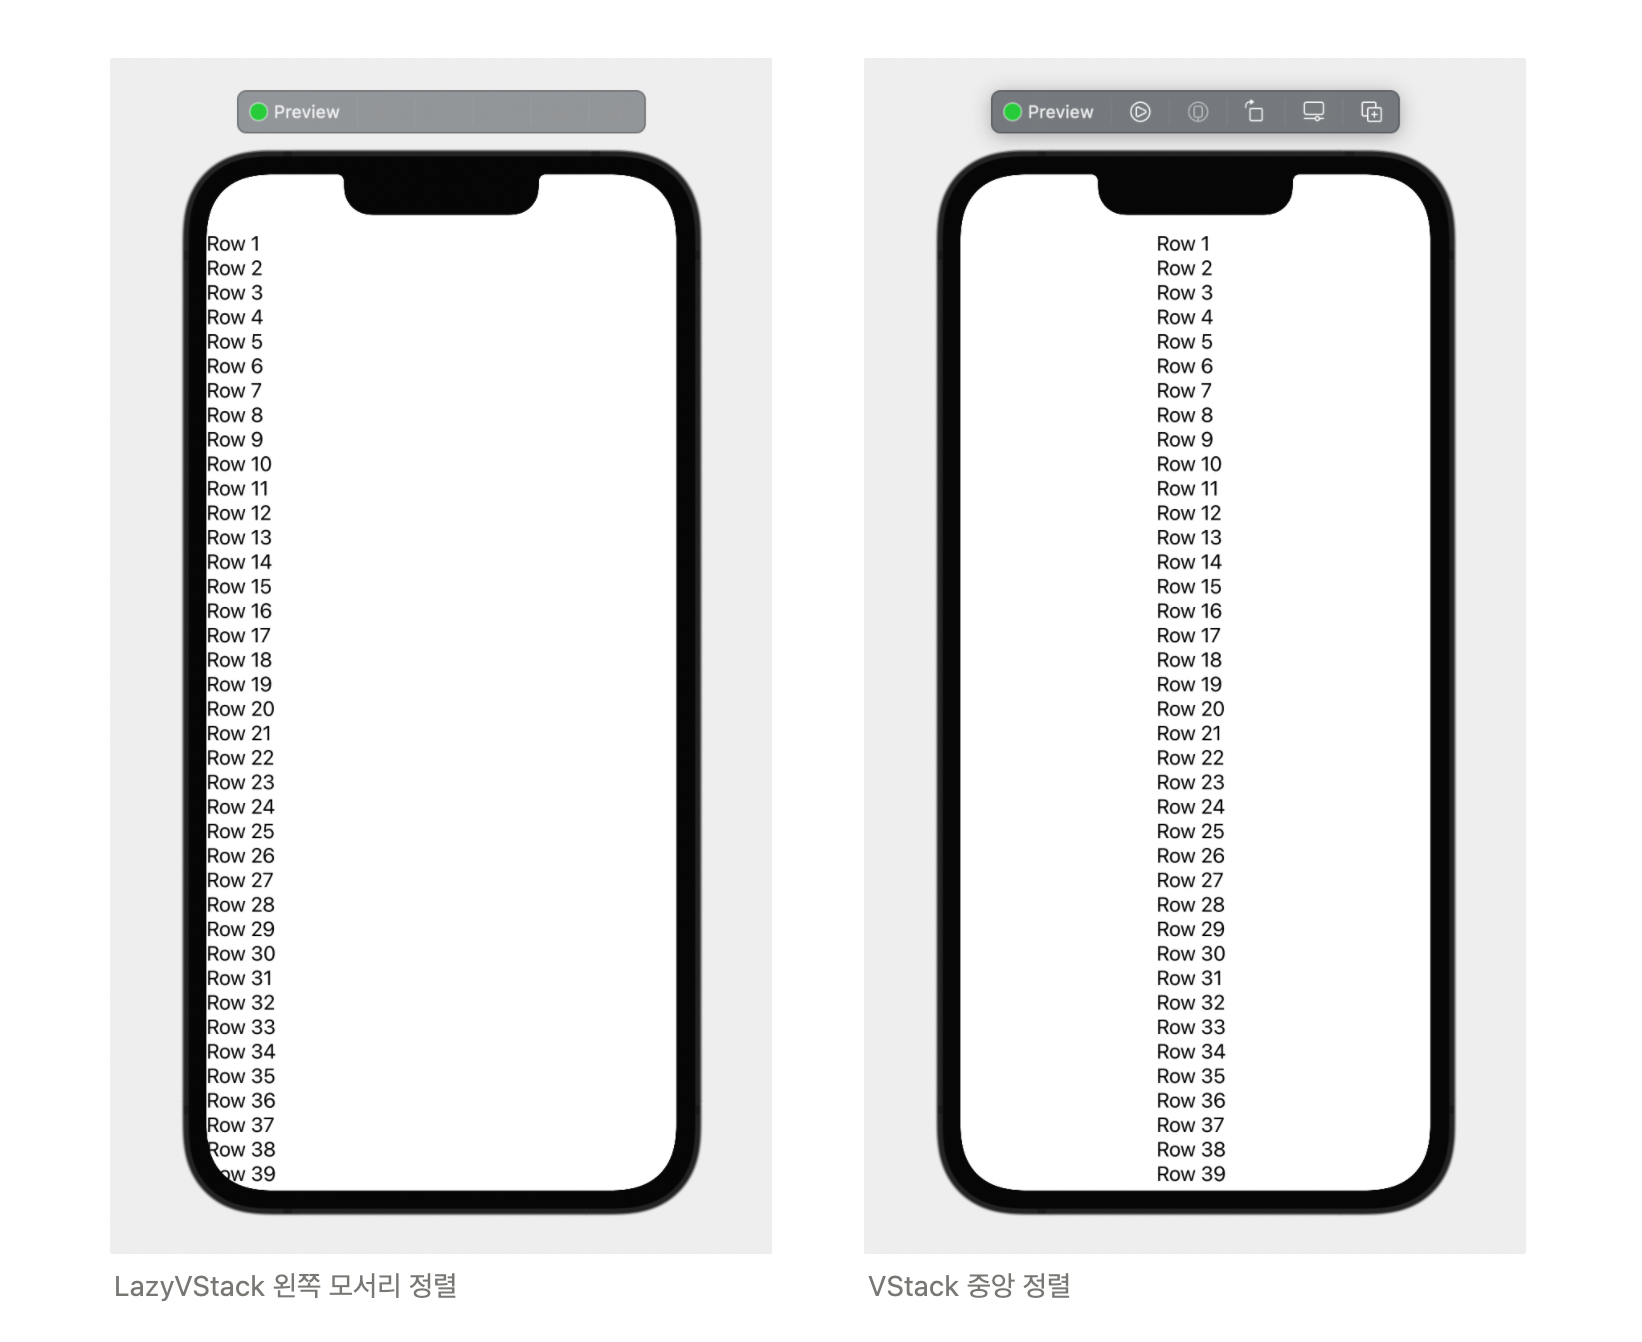 Preview
Row 1
Row 2
Row 3
Row 4
Row 5
Row 6
Row 7
Row 8
Row 9
Row 10
Row 11
Row 12
Row 13
Row 14
Row 15
Row 16
Row 17
Row 18
Row 19
Row 20
Row 21
Row 22
Row 23
Row 24
Row 25
Row 26
Row 27
Row 28
Row 29
Row 30
Row 31
Row 32
Row 33
Row 34
Row 35
Row 36
Row 37
Row 38
ow 39
LazyVStack 왼쪽 모서리 정렬
Preview
Row 1
Row 2
Row 3
Row 4
Row 5
Row 6
Row 7
Row 8
Row 9
Row 10
Row 11
Row 12
Row 13
Row 14
Row 15
Row 16
Row 17
Row 18
Row 19
Row 20
Row 21
Row 22
Row 23
Row 24
Row 25
Row 26
Row 27
Row 28
Row 29
Row 30
Row 31
Row 32
Row 33
Row 34
Row 35
Row 36
Row 37
Row 38
Row 39
VStack 중앙 정렬